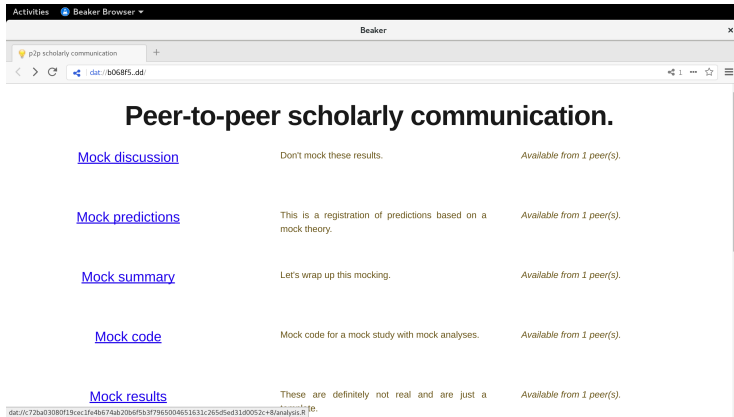 Activities Beaker Browser
Beaker
p2p scholarly communication
dat://b068f5..dd/
1
Peer-to-peer scholarly communication.
Mock discussion Don't mock these results. Available from 1 peer(s).
Mock predictions This is a registration of predictions based on a Available from 1 peer(s).
mock theory.
Mock summary Let's wrap up this mocking. Available from 1 peer(s).
Mock code Mock code for a mock study with mock analyses. Available from 1 peer(s).
Mock results These are definitely not real and are just a Available from 1 peer(s).
dat://c72ba03080f19cec1fe4b674ab20b6f5b3f7965004651631c265d5ed31d0052c+8/analysis.R